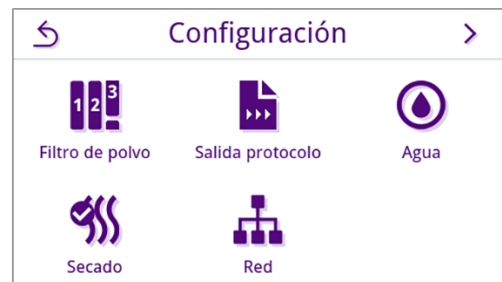 Configuración
1 2 3
Filtro de polvo
Salida protocolo
Agua
Secado
Red